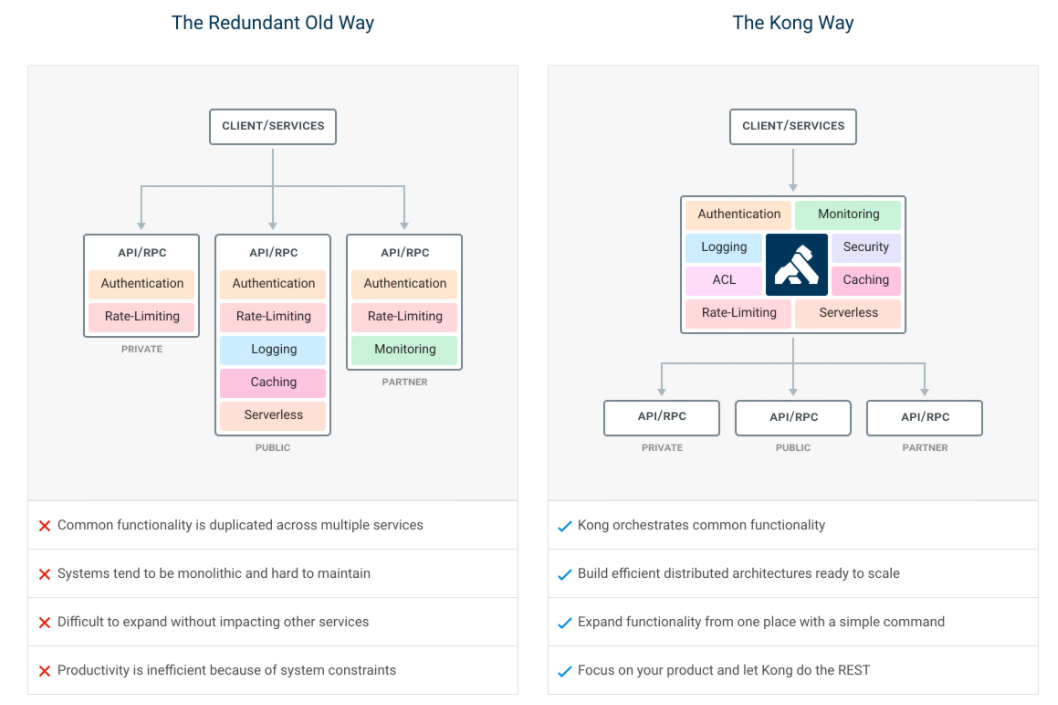 The Redundant Old Way
CLIENT/SERVICES
API/RPC
Authentication
Rate-Limiting
PRIVATE
API/RPC
Authentication
Rate-Limiting
Logging
Caching
Serverless
PUBLIC
API/RPC
Authentication
Rate-Limiting
Monitoring
PARTNER
Common functionality is duplicated across multiple services
Systems tend to be monolithic and hard to maintain
Difficult to expand without impacting other services
Productivity is inefficient because of system constraints
The Kong Way
CLIENT/SERVICES
Authentication
Monitoring
Logging
Security
ACL
Caching
Rate-Limiting
Serverless
API/RPC
PRIVATE
API/RPC
PUBLIC
API/RPC
PARTNER
Kong orchestrates common functionality
Build efficient distributed architectures ready to scale
Expand functionality from one place with a simple command
Focus on your product and let Kong do the REST